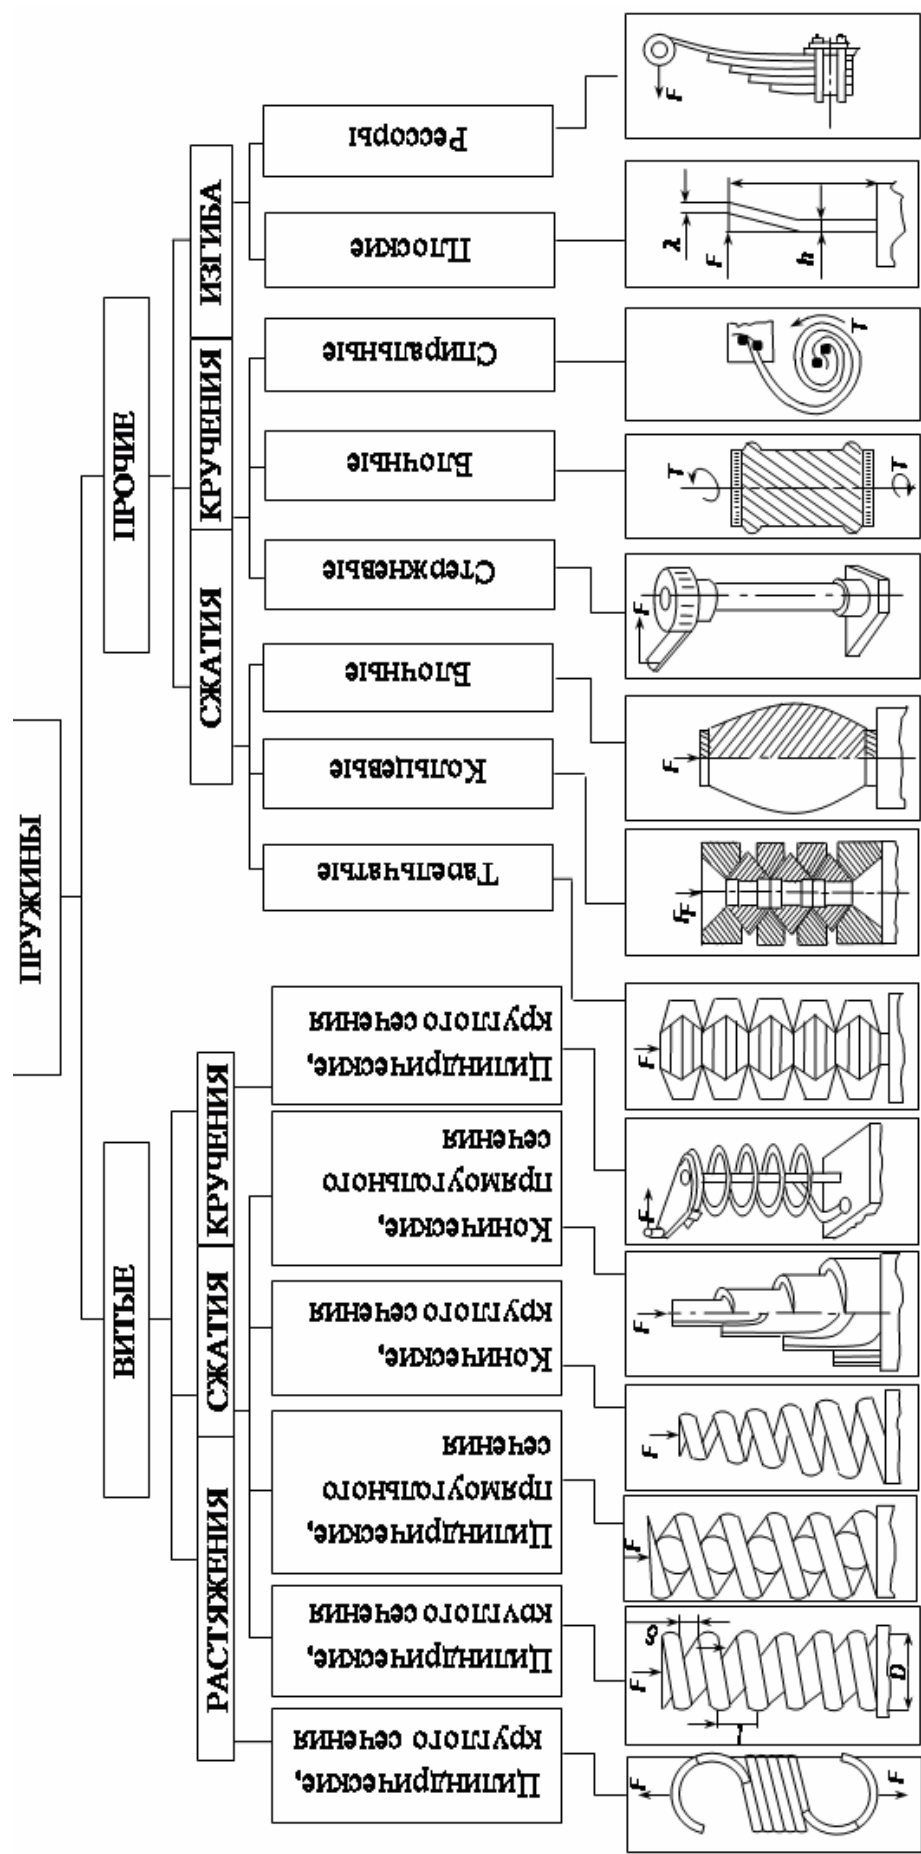 ПРУЖИНЫ
ВИТЫЕ
ПРОЧИЕ
РАСТЯЖЕНИЯ
СЖАТИЯ
КРУЧЕНИЯ
СЖАТИЯ
КРУЧЕНИЯ
ИЗГИБА
Цилиндрические,
круглого сечения
Цилиндрические,
круглого сечения
Цилиндрические,
прямоугольного
сечения
Конические,
круглого сечения
Конические,
прямоугольного
сечения
Цилиндрические,
круглого сечения
Тарельчатые
Кольцевые
Блочные
Стержневые
Блочные
Спиральные
Плоские
Рессоры
F
F
F
D
F
F
F
F
F
F
F
F
F
T
T
T
λ
F
h
F